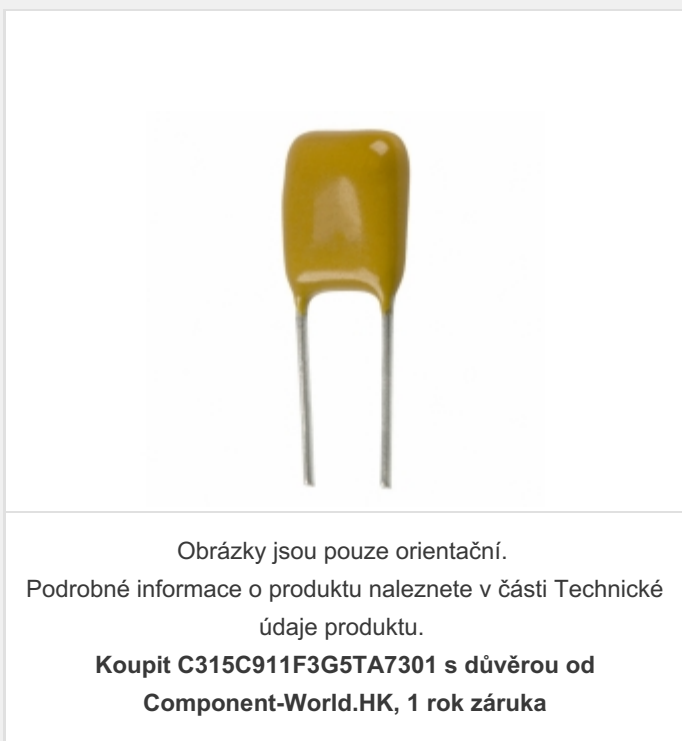 Obrázky jsou pouze orientační.
Podrobné informace o produktu naleznete v části Technické
údaje produktu.
Koupit C315C911F3G5TA7301 s důvěrou od
Component-World.HK, 1 rok záruka